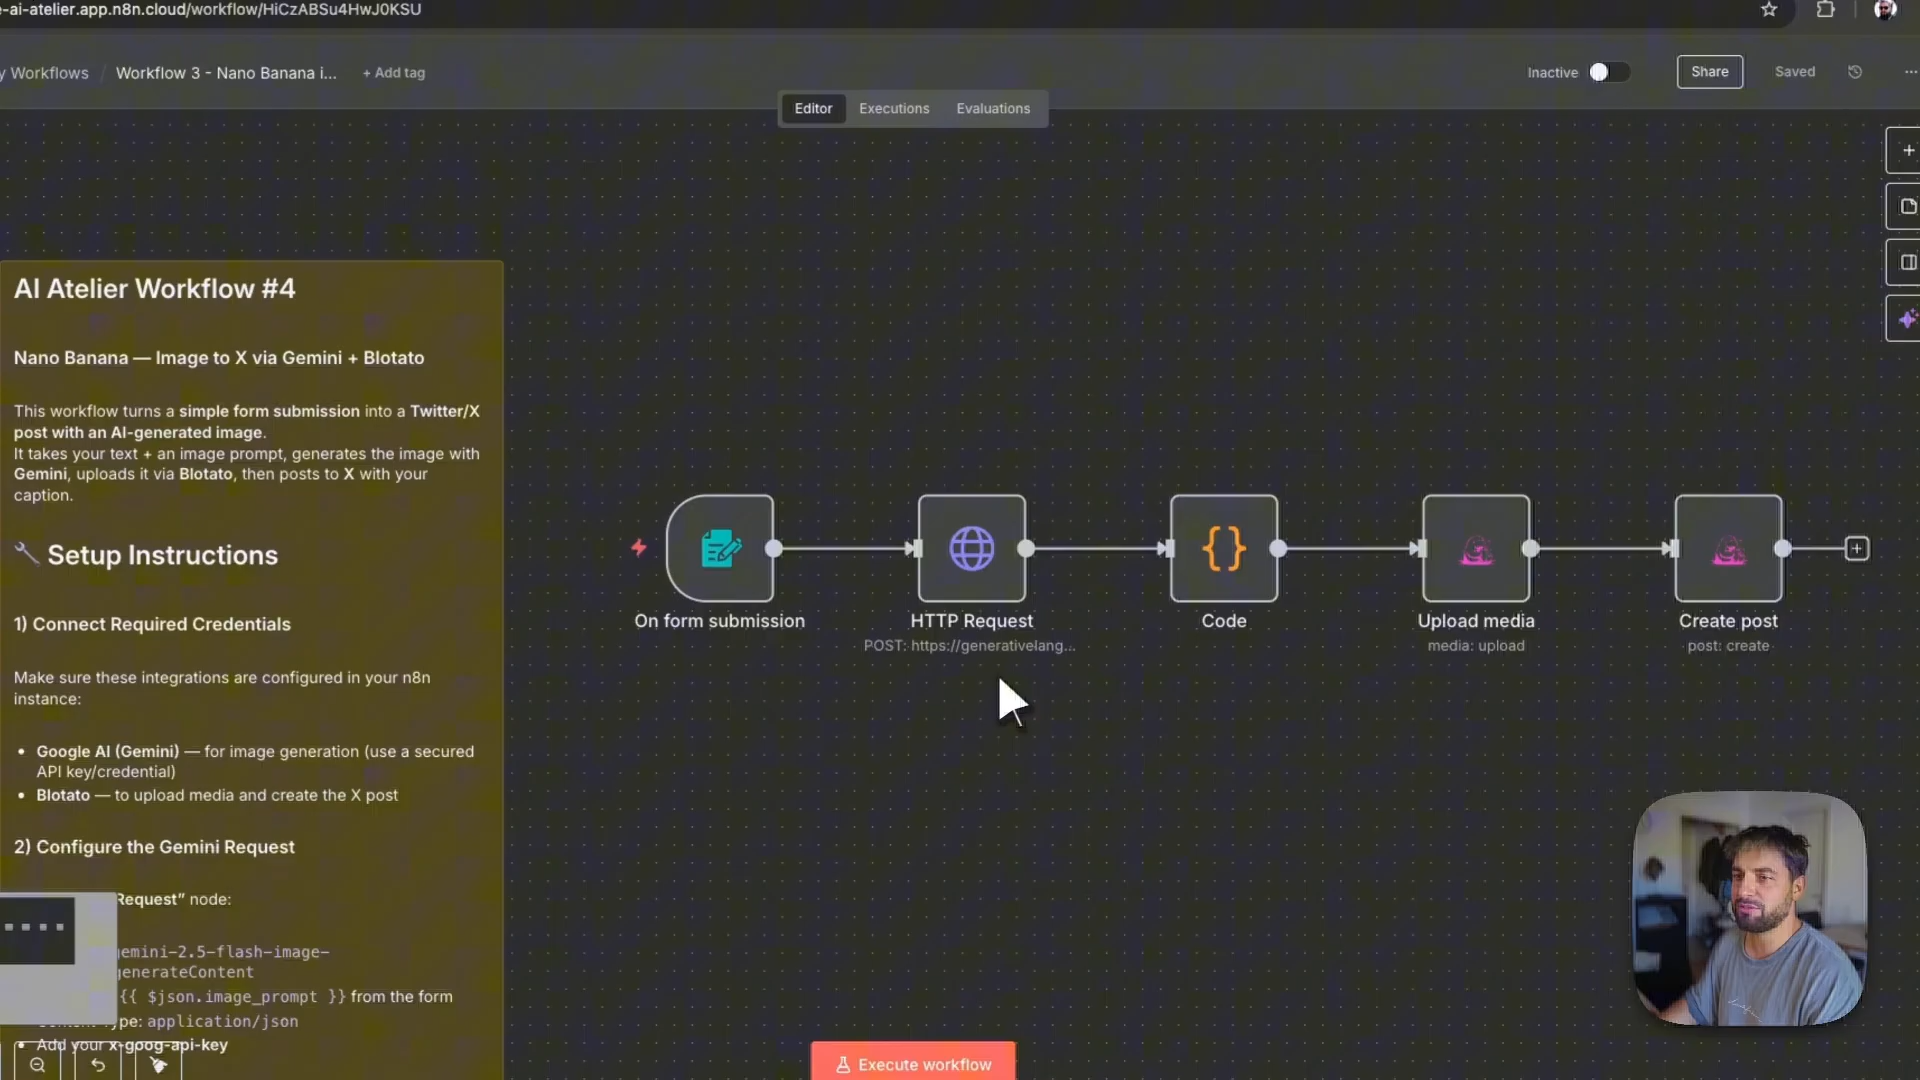 e-ai-atelier.app.n8n.cloud/workflow/HiCzABSu4HwJ0KSU
y Workflows / Workflow 3 - Nano Banana i... + Add tag
Inactive Share Saved
Editor Executions Evaluations
AI Atelier Workflow #4
Nano Banana — Image to X via Gemini + Blotato
This workflow turns a simple form submission into a Twitter/X
post with an AI-generated image.
It takes your text + an image prompt, generates the image with
Gemini, uploads it via Blotato, then posts to X with your
caption.
Setup Instructions
1) Connect Required Credentials
Make sure these integrations are configured in your n8n
instance:
• Google AI (Gemini) — for image generation (use a secured
API key/credential)
• Blotato — to upload media and create the X post
2) Configure the Gemini Request
Request” node:
gemini-2.5-flash-image-
generateContent
{{ $json.image_prompt }} from the form
application/json
• Add your x-goog-api-key
On form submission
HTTP Request
POST: https://generativelang...
Code
Upload media
media: upload
Create post
post: create
Execute workflow